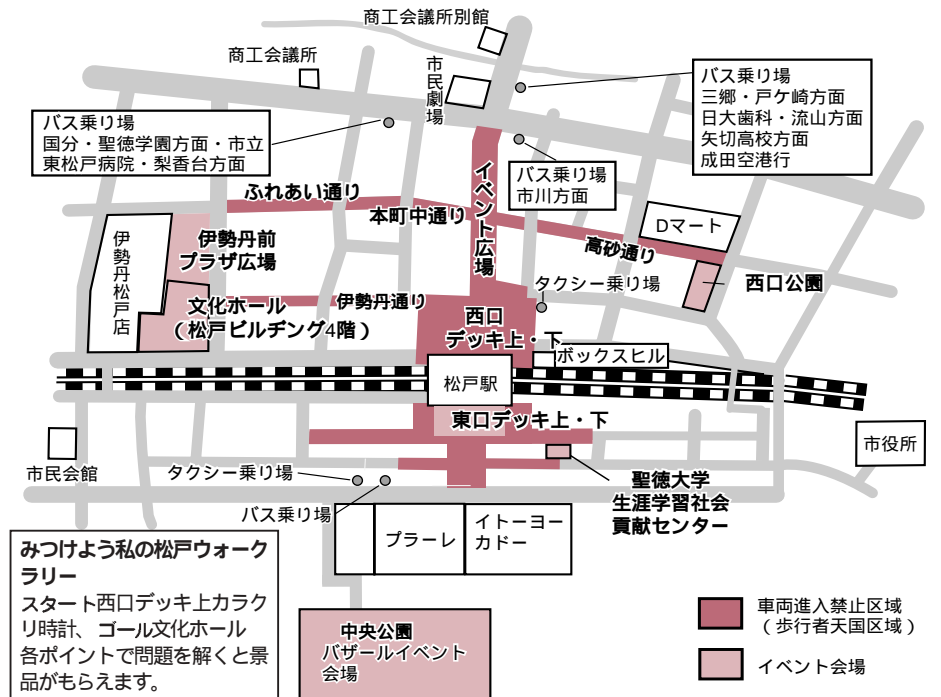 商工会議所別館
商工会議所
市民劇場
バス乗り場
三郷・戸ケ崎方面
日大歯科・流山方面
矢切高校方面
成田空港行
バス乗り場
国分・聖徳学園方面・市立
東松戸病院・梨香台方面
バス乗り場
市川方面
ふれあい通り
本町中通り
イベント広場
高砂通り
Dマート
伊勢丹松戸店
伊勢丹前
プラザ広場
文化ホール
(松戸ビルヂング4階)
伊勢丹通り
タクシー乗り場
西口公園
西口
デッキ上・下
ボックスヒル
松戸駅
東口デッキ上・下
市民会館
市役所
タクシー乗り場
バス乗り場
聖徳大学
生涯学習社会
貢献センター
プラーレ
イトーヨー
カドー
みつけよう私の松戸ウォーク
ラリー
スタート西口デッキ上カラク
リ時計、ゴール文化ホール
各ポイントで問題を解くと景
品がもらえます。
中央公園
バザールイベント
会場
車両進入禁止区域
(歩行者天国区域)
イベント会場